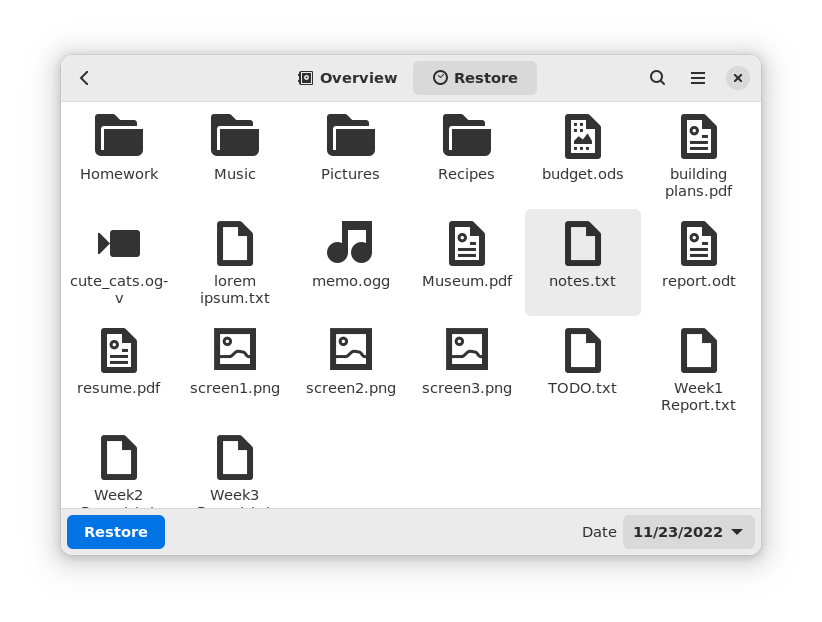 Overview Restore
Homework Music Pictures Recipes budget.ods building
plans.pdf
cute_cats.og- lorem memo.ogg Museum.pdf notes.txt report.odt
v ipsum.txt
resume.pdf screen1.png screen2.png screen3.png TODO.txt Week1
Report.txt
Week2 Week3
Restore Date 11/23/2022